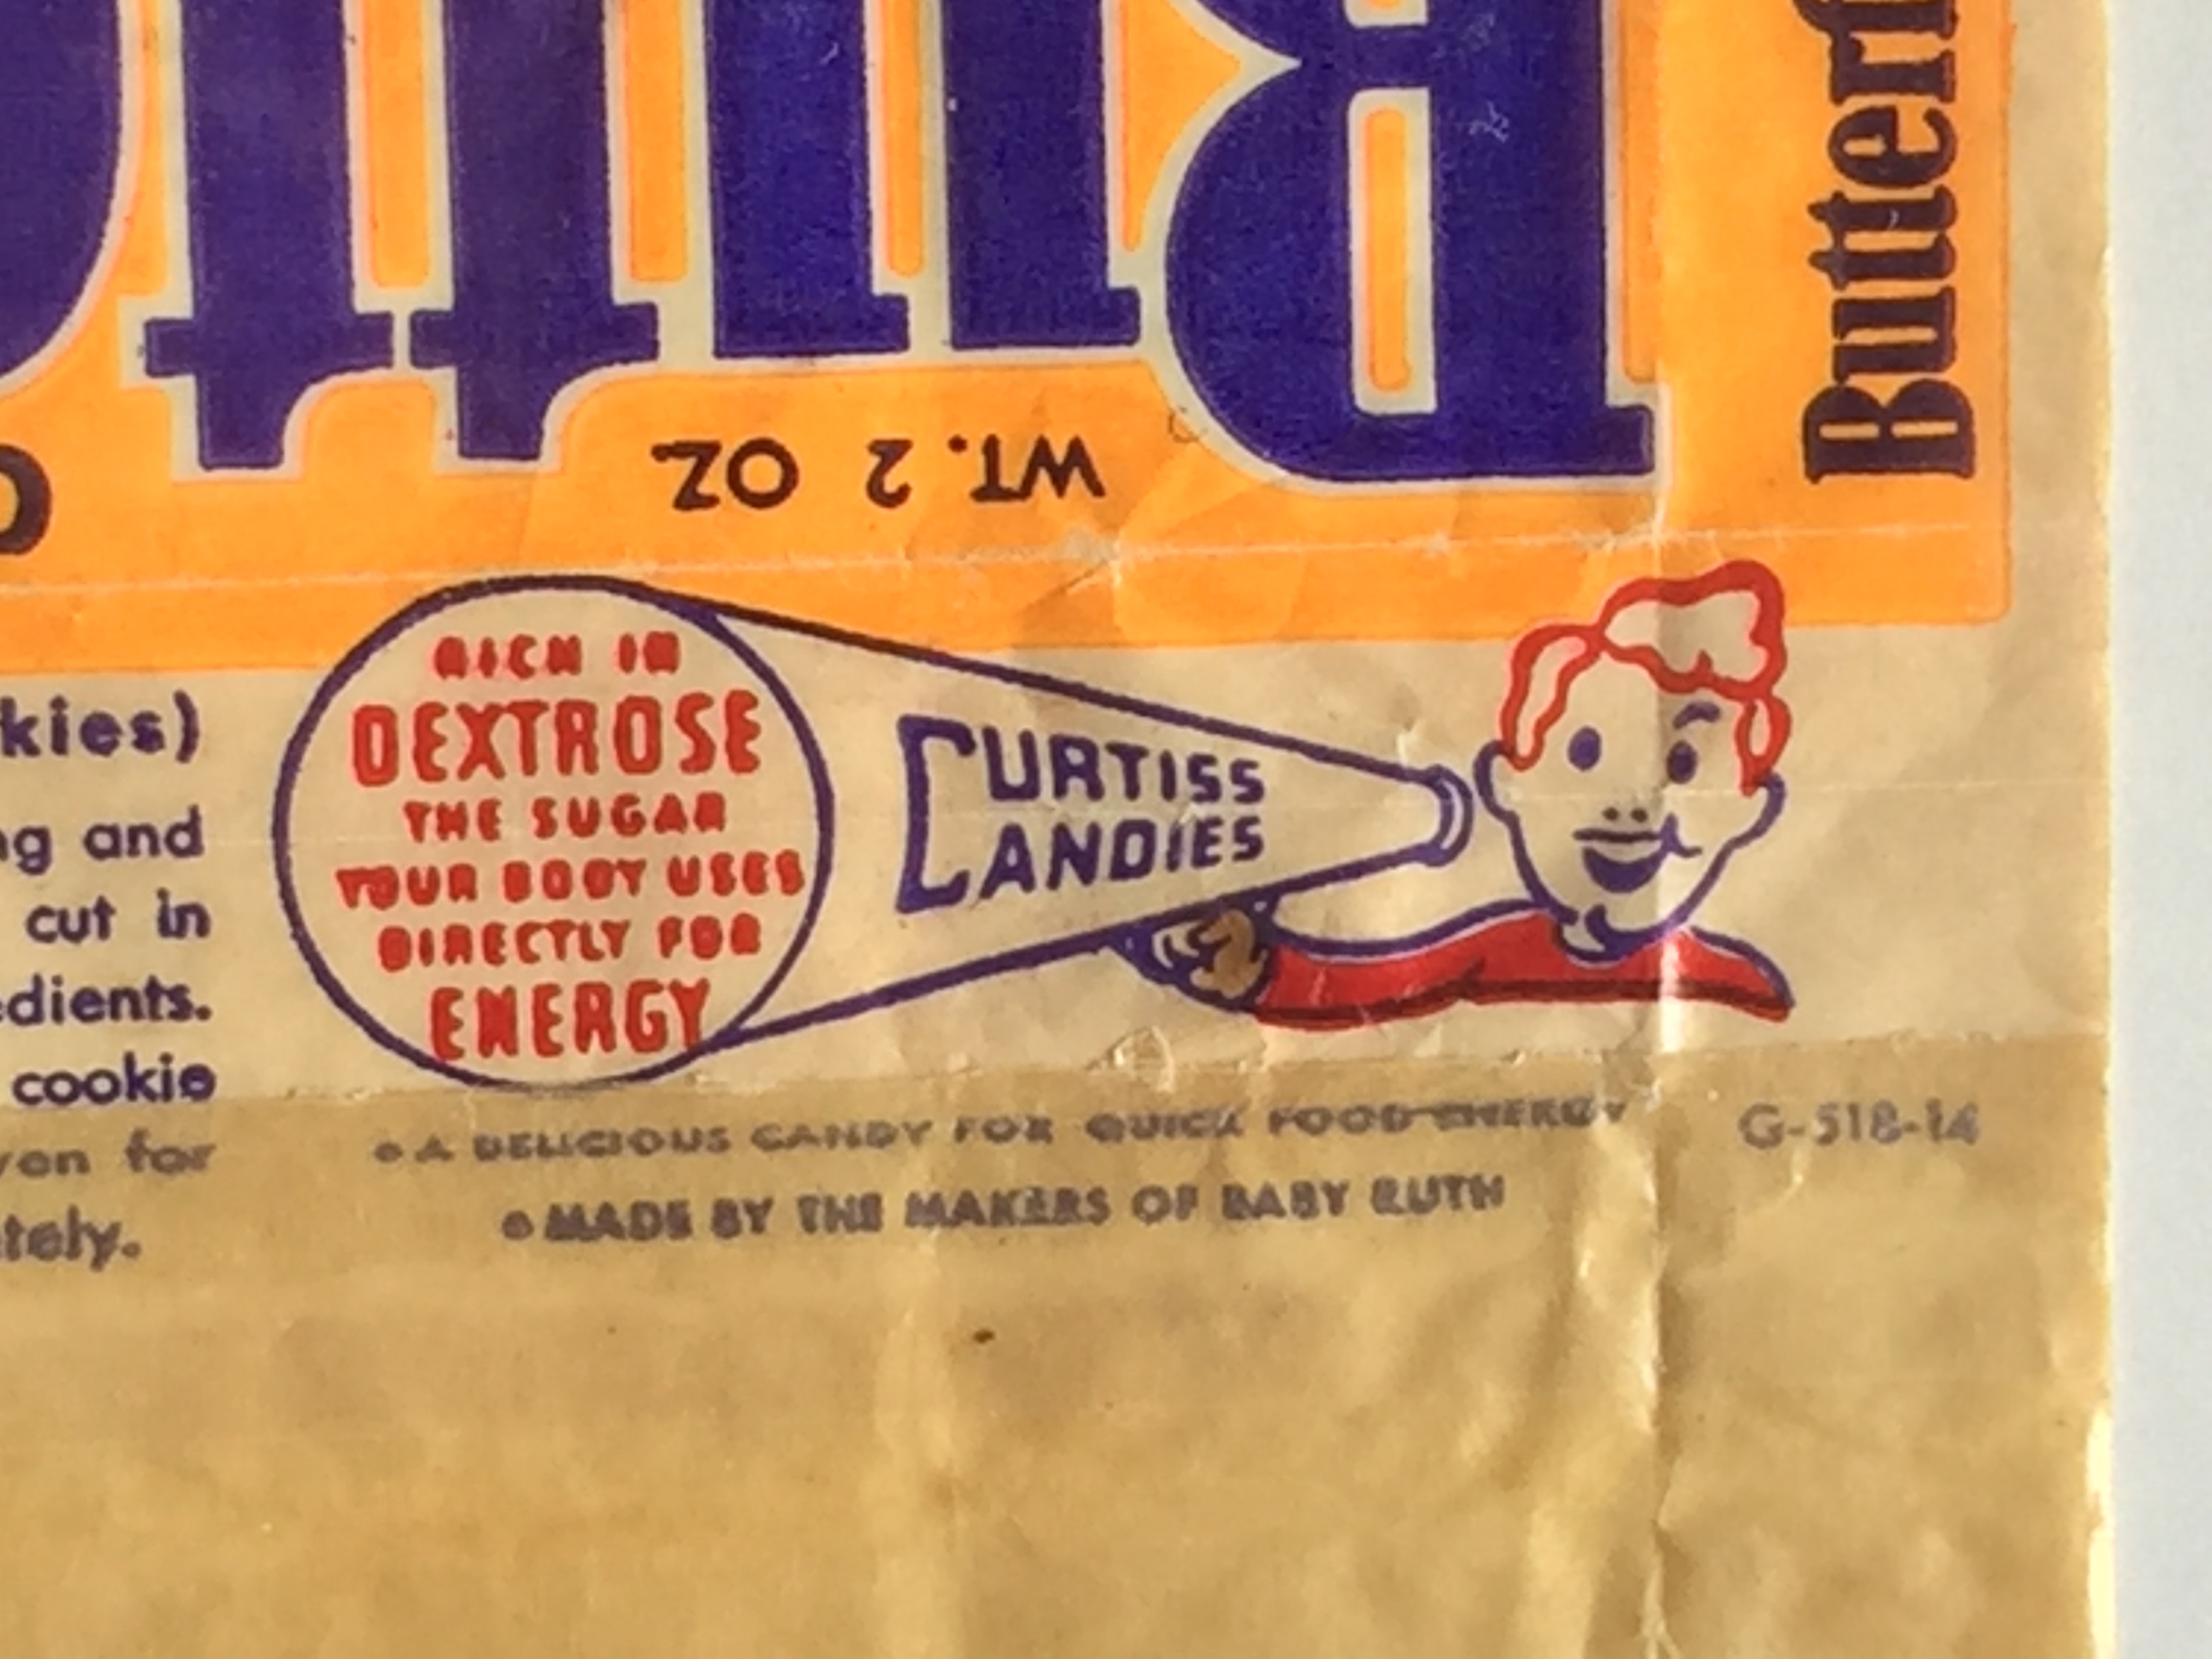 Butterf
WT. 2 OZ
kies)
and
cut in
edients.
cookie
for
tely.
RICH IN
DEXTROSE
THE SUGAR
YOUR BODY USES
DIRECTLY FOR
ENERGY
CURTISS
CANDIES
• A DELICIOUS CANDY FOR QUICK FOOD ENERGY
G-518-14
• MADE BY THE MAKERS OF BABY RUTH